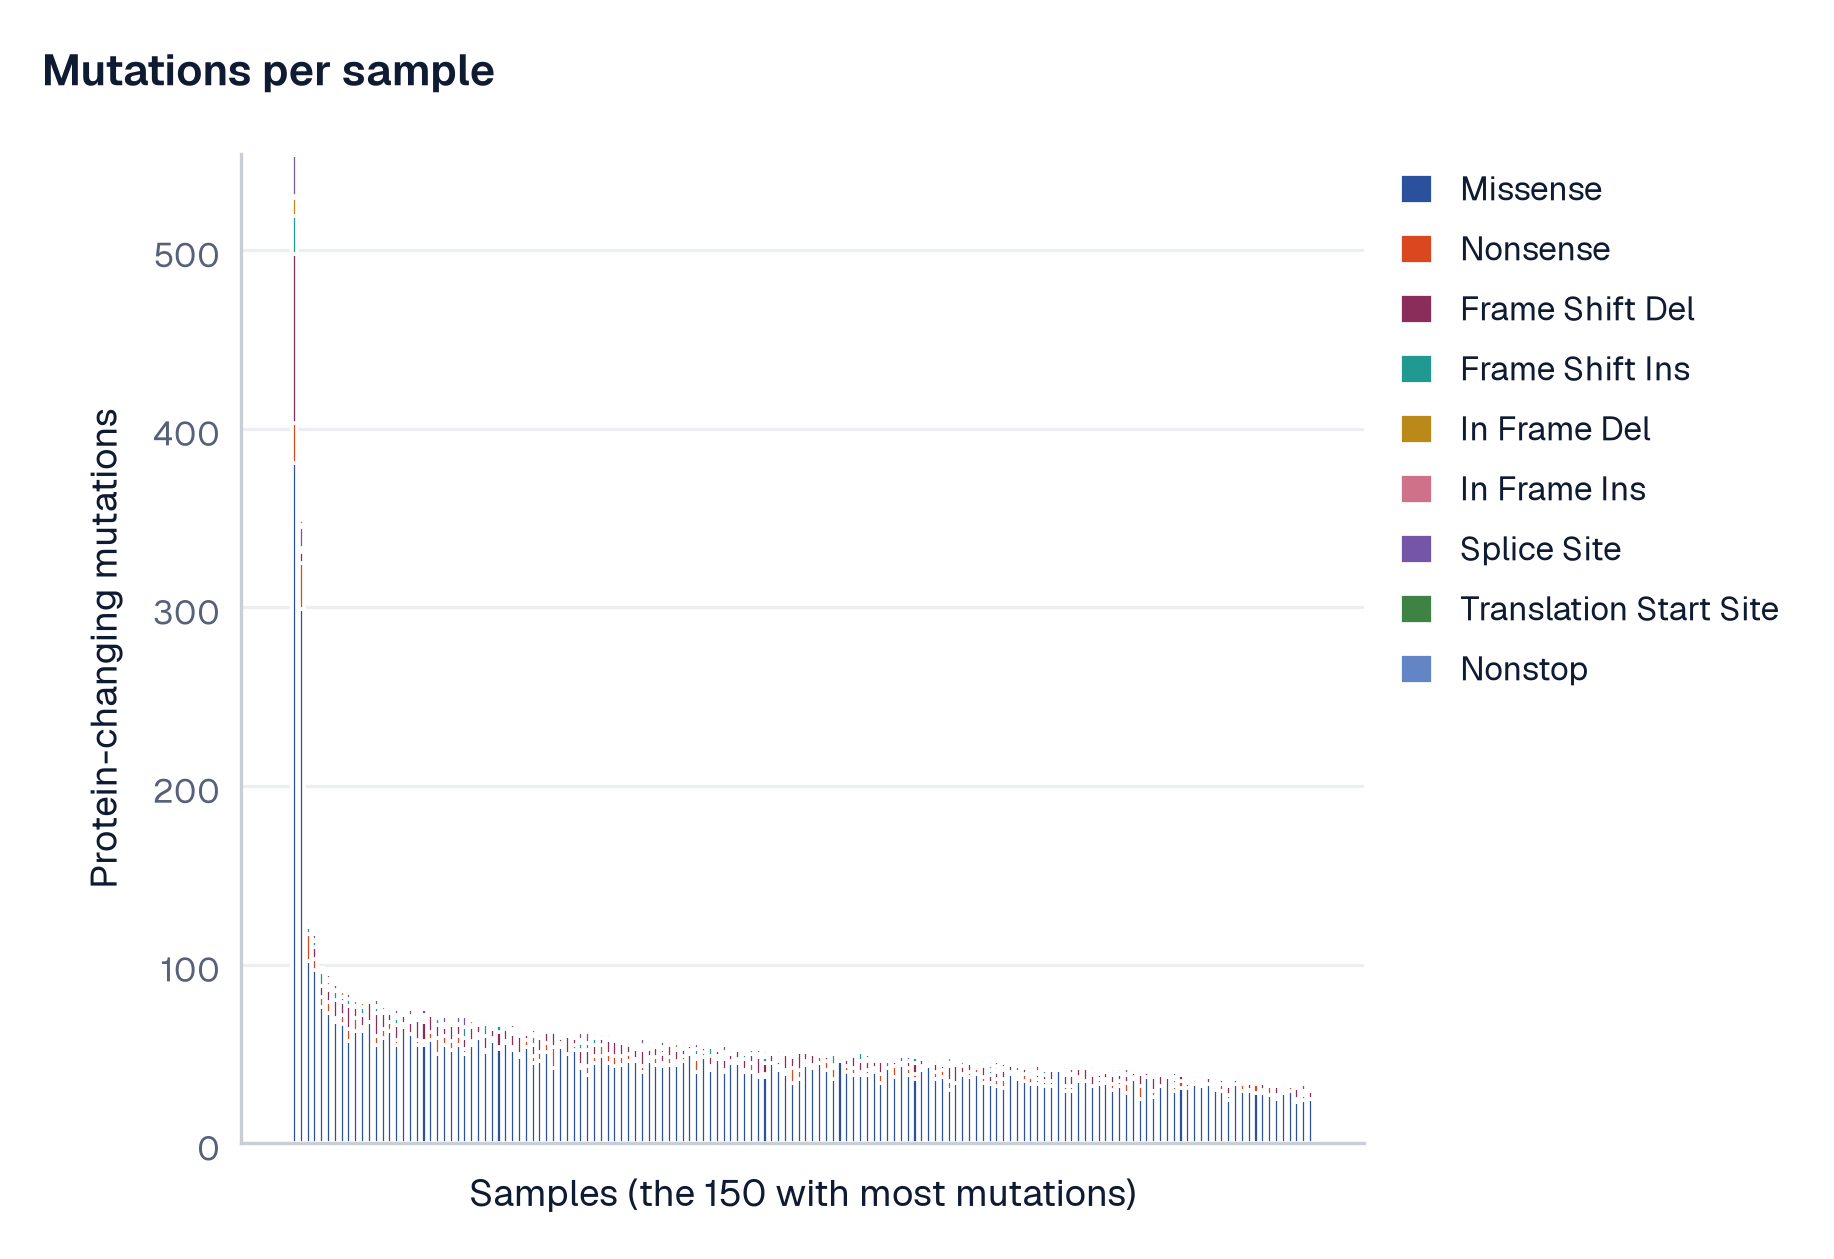 Mutations per sample
Protein-changing mutations
500
400
300
200
100
0
Samples (the 150 with most mutations)
Missense
Nonsense
Frame Shift Del
Frame Shift Ins
In Frame Del
In Frame Ins
Splice Site
Translation Start Site
Nonstop